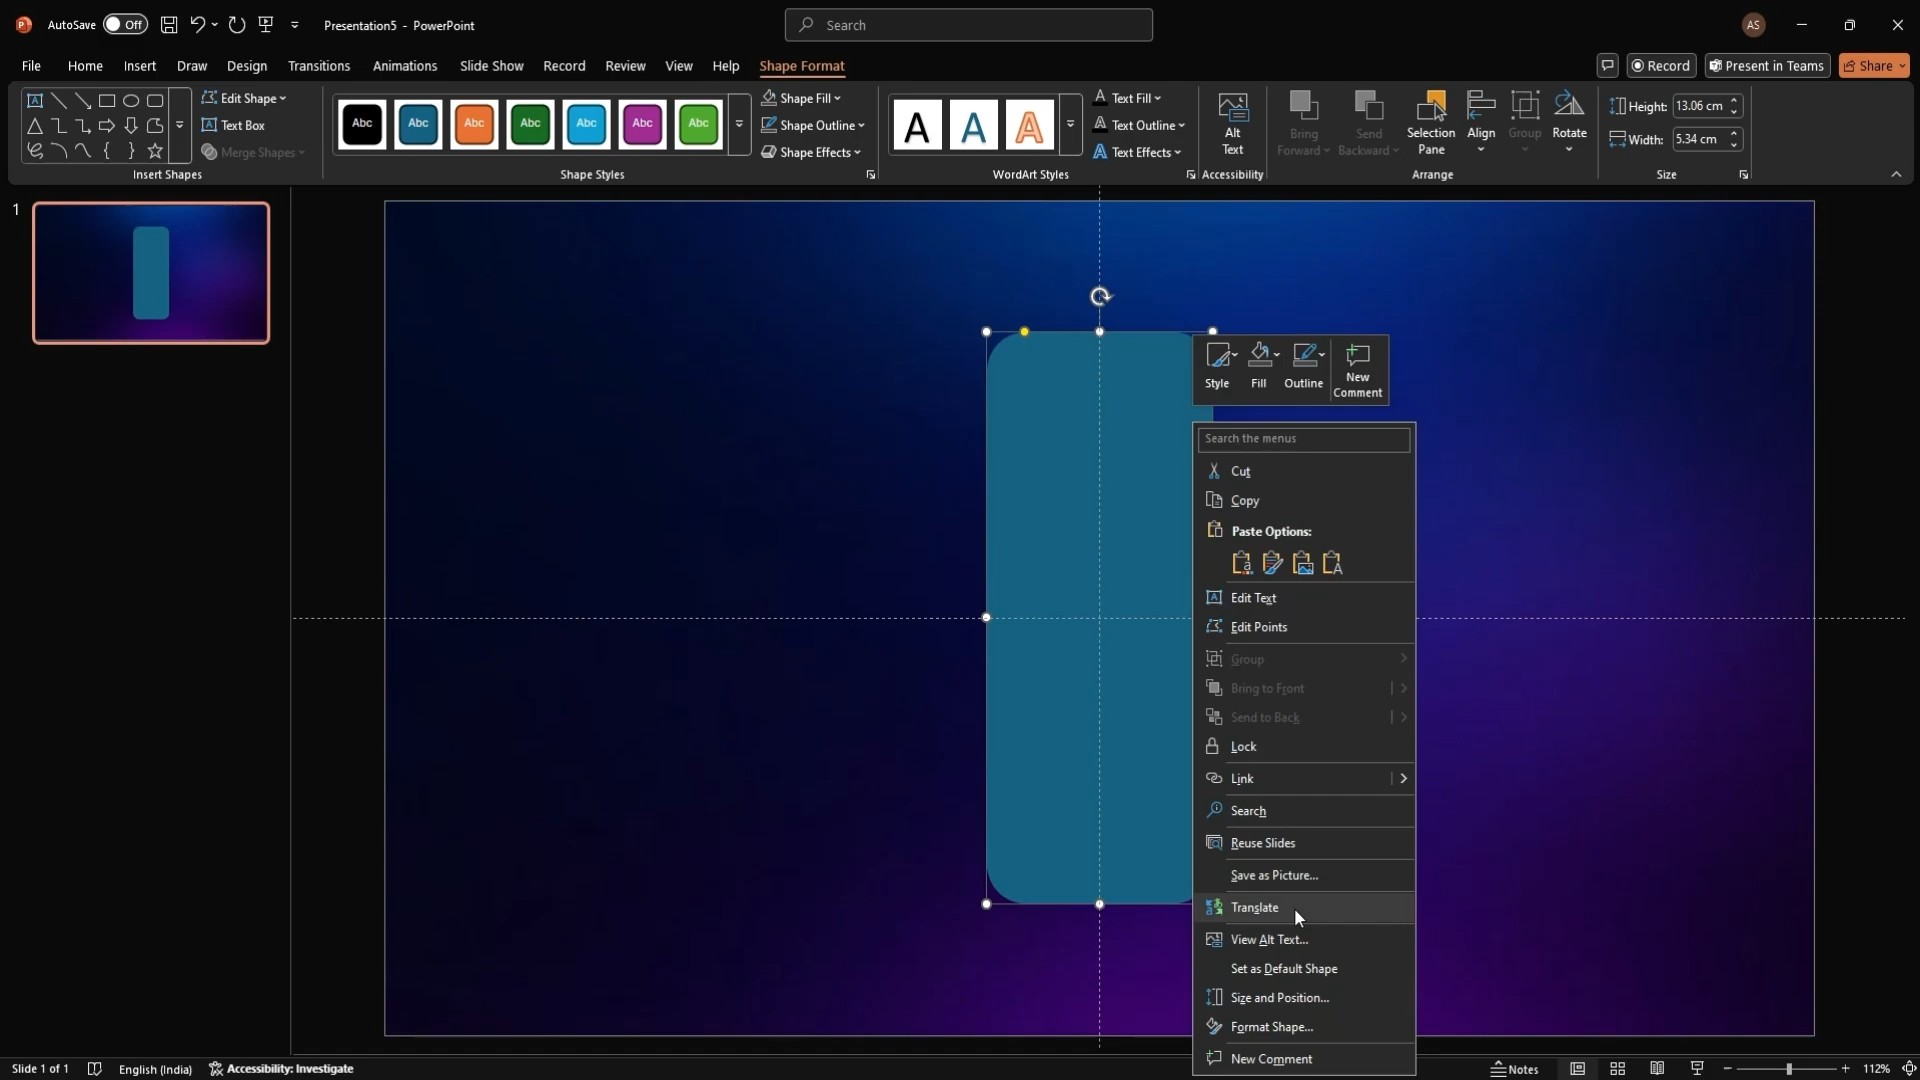 AutoSave Off Presentation5 - PowerPoint Search AS
File Home Insert Draw Design Transitions Animations Slide Show Record Review View Help Shape Format Record Present in Teams Share
Edit Shape
Text Box
Merge Shapes
Insert Shapes
Abc Abc Abc Abc Abc Abc Abc
Shape Fill
Shape Outline
Shape Effects
Shape Styles
A A A
Text Fill
Text Outline
Text Effects
WordArt Styles
Alt
Text
Accessibility
Bring
Forward
Send
Backward
Selection
Pane
Align
Group
Rotate
Arrange
Height: 13.06 cm
Width: 5.34 cm
Size
1
Style Fill Outline New
Comment
Search the menus
Cut
Copy
Paste Options:
Edit Text
Edit Points
Group
Bring to Front
Send to Back
Lock
Link
Search
Reuse Slides
Save as Picture...
Translate
View Alt Text...
Set as Default Shape
Size and Position...
Format Shape...
New Comment
Slide 1 of 1 English (India) Accessibility: Investigate Notes 112%